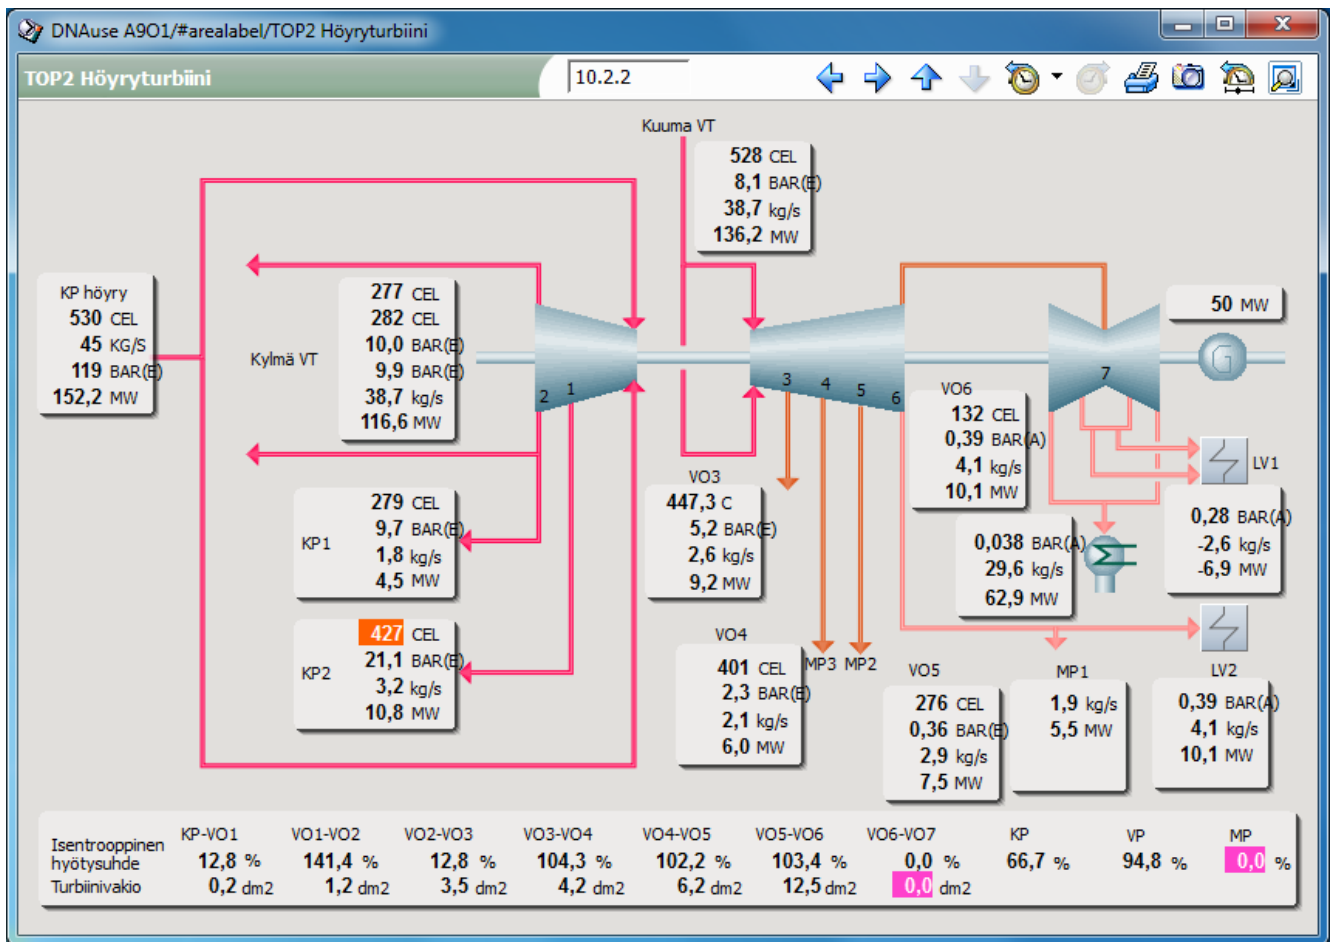 DNAuse A9O1/#arealabel/TOP2 Höyryturbiini
TOP2 Höyryturbiini
10.2.2
Kuuma VT
528 CEL
8,1 BAR(E)
38,7 kg/s
136,2 MW
KP höyry
530 CEL
45 KG/S
119 BAR(E)
152,2 MW
Kylmä VT
277 CEL
282 CEL
10,0 BAR(E)
9,9 BAR(E)
38,7 kg/s
116,6 MW
2 1
3 4 5 6
7
50 MW
G
KP1
279 CEL
9,7 BAR(E)
1,8 kg/s
4,5 MW
KP2
427 CEL
21,1 BAR(E)
3,2 kg/s
10,8 MW
VO3
447,3 C
5,2 BAR(E)
2,6 kg/s
9,2 MW
VO6
132 CEL
0,39 BAR(A)
4,1 kg/s
10,1 MW
0,038 BAR(A)
29,6 kg/s
62,9 MW
Σ
LV1
0,28 BAR(A)
-2,6 kg/s
-6,9 MW
VO4
401 CEL
2,3 BAR(E)
2,1 kg/s
6,0 MW
MP3 MP2
VO5
276 CEL
0,36 BAR(E)
2,9 kg/s
7,5 MW
MP1
1,9 kg/s
5,5 MW
LV2
0,39 BAR(A)
4,1 kg/s
10,1 MW
KP-VO1 VO1-VO2 VO2-VO3 VO3-VO4 VO4-VO5 VO5-VO6 VO6-VO7 KP VP MP
Isentrooppinen
hyötysuhde 12,8 % 141,4 % 12,8 % 104,3 % 102,2 % 103,4 % 0,0 % 66,7 % 94,8 % 0,0 %
Turbiinivakio 0,2 dm2 1,2 dm2 3,5 dm2 4,2 dm2 6,2 dm2 12,5 dm2 0,0 dm2